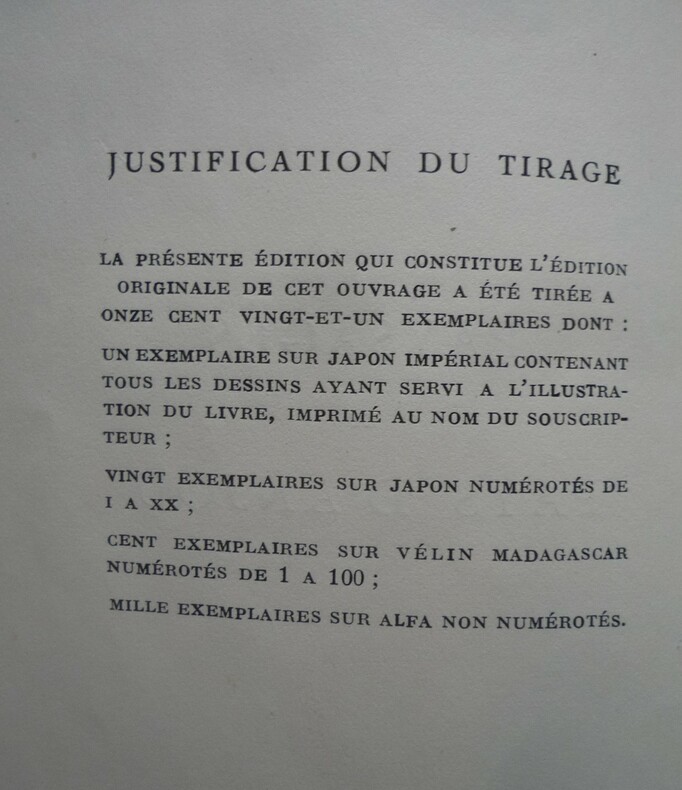 JUSTIFICATION DU TIRAGE
LA PRÉSENTE ÉDITION QUI CONSTITUE L'ÉDITION
ORIGINALE DE CET OUVRAGE A ÉTÉ TIRÉE A
ONZE CENT VINGT-ET-UN EXEMPLAIRES DONT :
UN EXEMPLAIRE SUR JAPON IMPÉRIAL CONTENANT
TOUS LES DESSINS AYANT SERVI A L'ILLUSTRA-
TION DU LIVRE, IMPRIMÉ AU NOM DU SOUSCRIP-
TEUR ;
VINGT EXEMPLAIRES SUR JAPON NUMÉROTÉS DE
I A XX ;
CENT EXEMPLAIRES SUR VÉLIN MADAGASCAR
NUMÉROTÉS DE 1 A 100 ;
MILLE EXEMPLAIRES SUR ALFA NON NUMÉROTÉS.